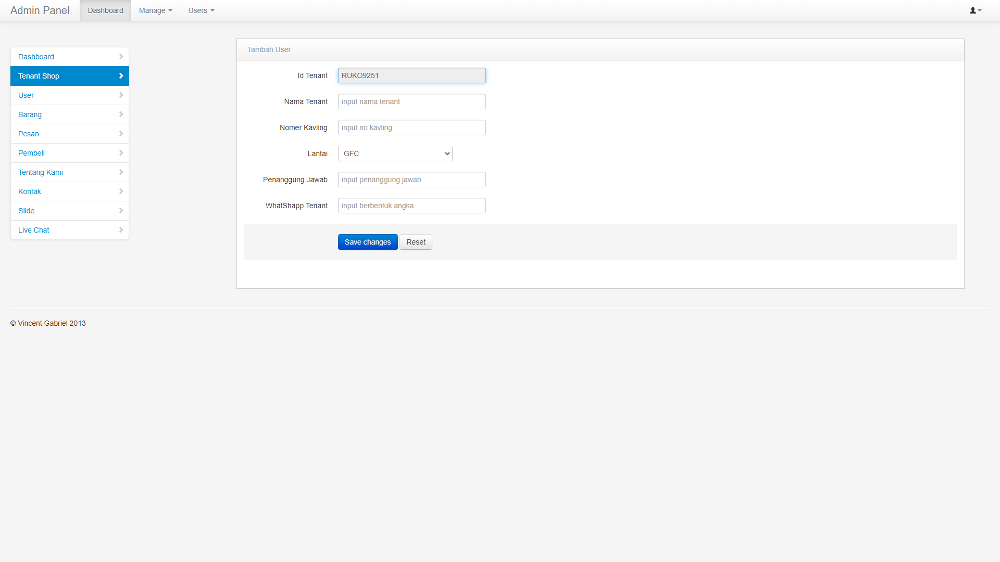 Admin Panel Dashboard Manage Users
Dashboard
Tenant Shop
User
Barang
Pesan
Pembeli
Tentang Kami
Kontak
Slide
Live Chat
Tambah User
Id Tenant RUKO9251
Nama Tenant input nama tenant
Nomer Kavling input no kavling
Lantai GFC
Penanggung Jawab input penanggung jawab
WhatShapp Tenant input berbentuk angka
Save changes Reset
© Vincent Gabriel 2013